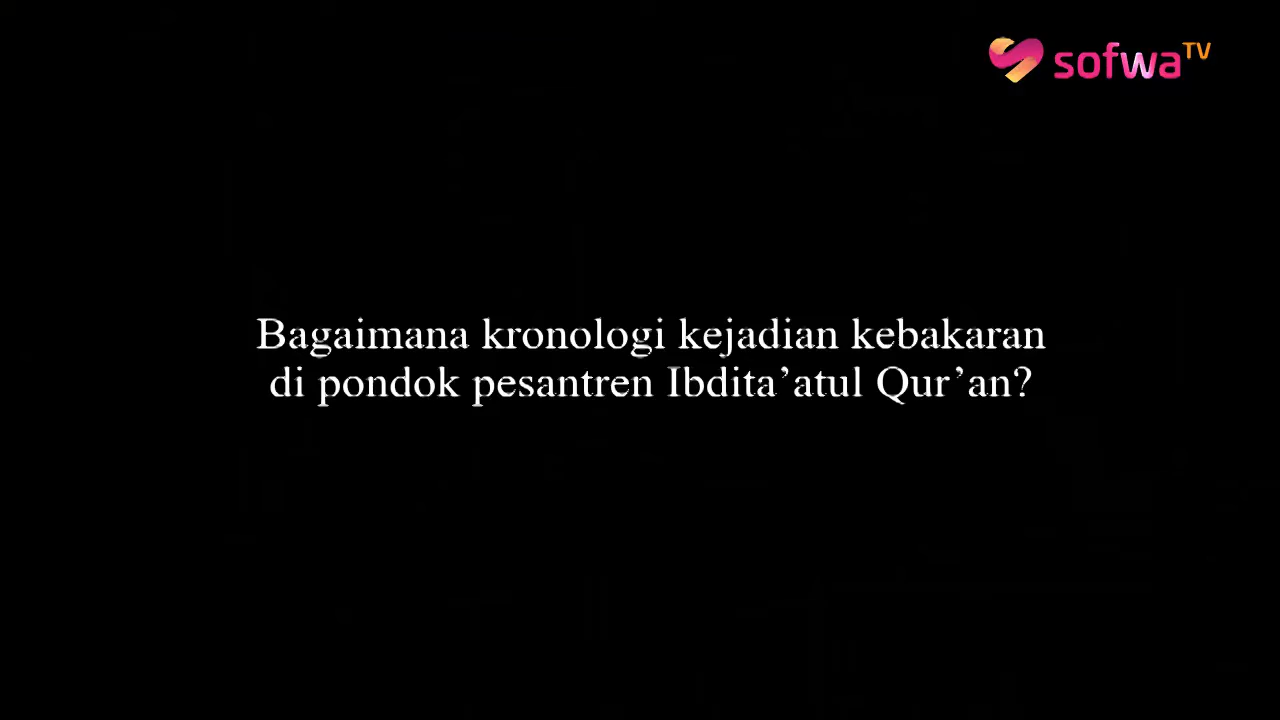 sofwa TV
Bagaimana kronologi kejadian kebakaran
di pondok pesantren Ibdita’atul Qur’an?